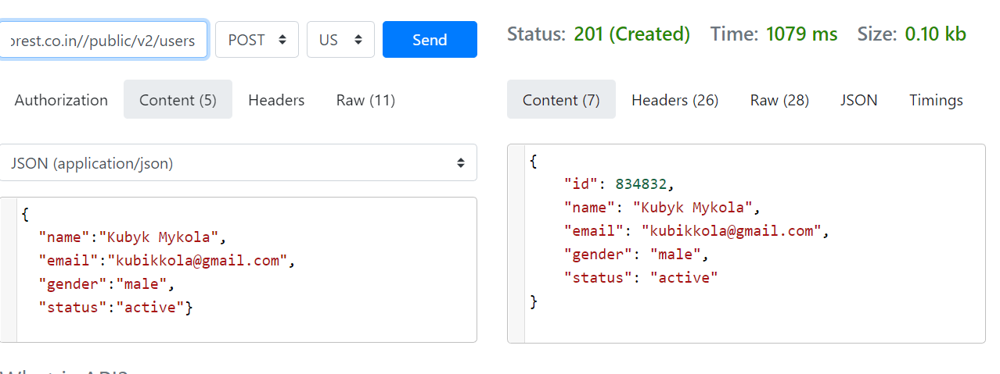 orest.co.in//public/v2/users POST US Send
Status: 201 (Created) Time: 1079 ms Size: 0.10 kb
Authorization Content (5) Headers Raw (11)
Content (7) Headers (26) Raw (28) JSON Timings
JSON (application/json)
{
"name":"Kubyk Mykola",
"email":"kubikkola@gmail.com",
"gender":"male",
"status":"active"}
{
"id": 834832,
"name": "Kubyk Mykola",
"email": "kubikkola@gmail.com",
"gender": "male",
"status": "active"
}